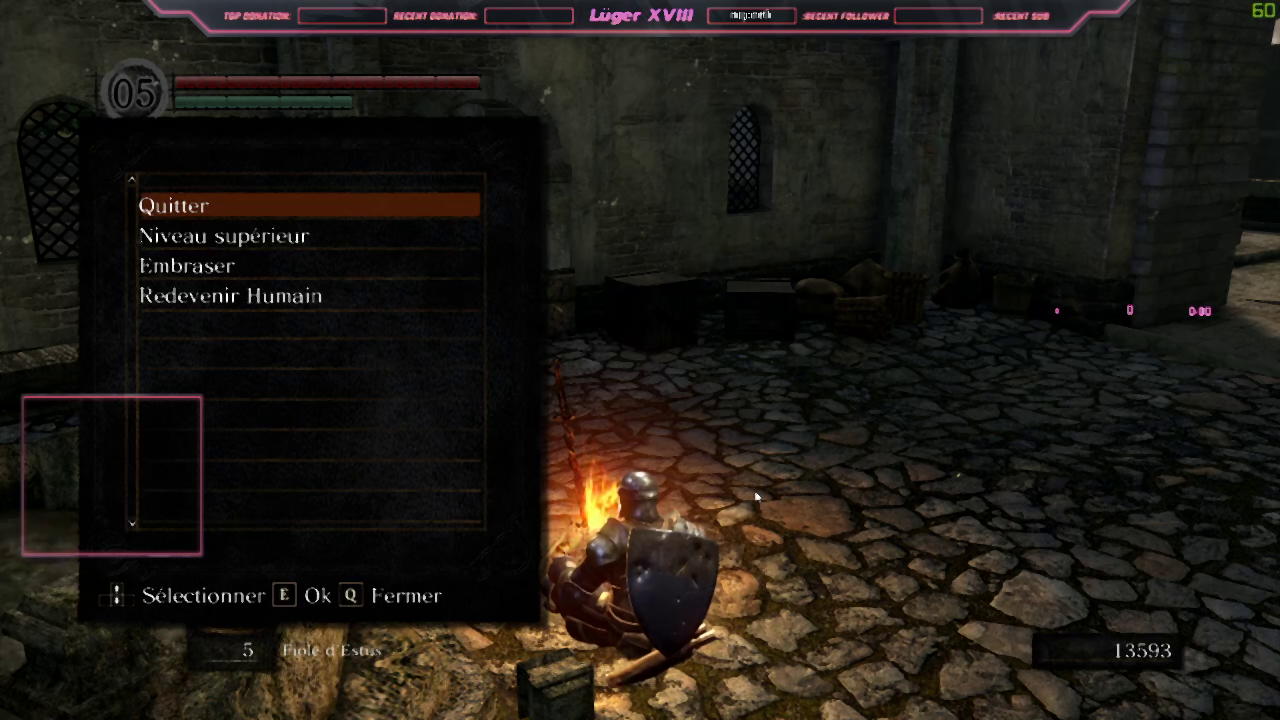 TOP DONATION: RECENT DONATION: Lüger XVIII :RECENT FOLLOWER :RECENT SUB
60
05
Quitter
Niveau supérieur
Embraser
Redevenir Humain
0
Sélectionner E Ok Q Fermer
5 Fiole d'Estus
13593